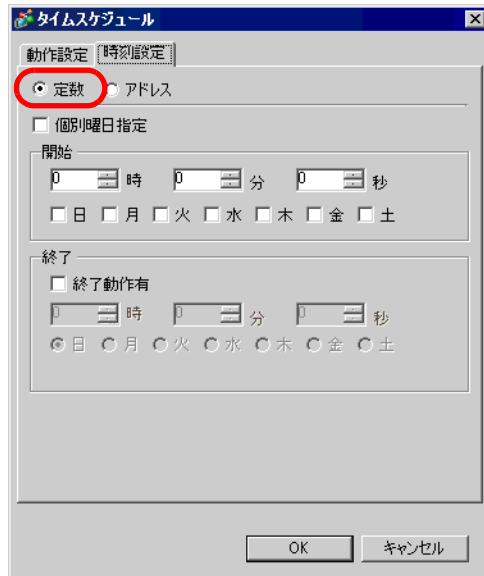 タイムスケジュール
動作設定 時刻設定
定数 アドレス
個別曜日指定
開始
0 時 0 分 0 秒
日 月 火 水 木 金 土
終了
終了動作有
0 時 0 分 0 秒
日 月 火 水 木 金 土
OK キャンセル